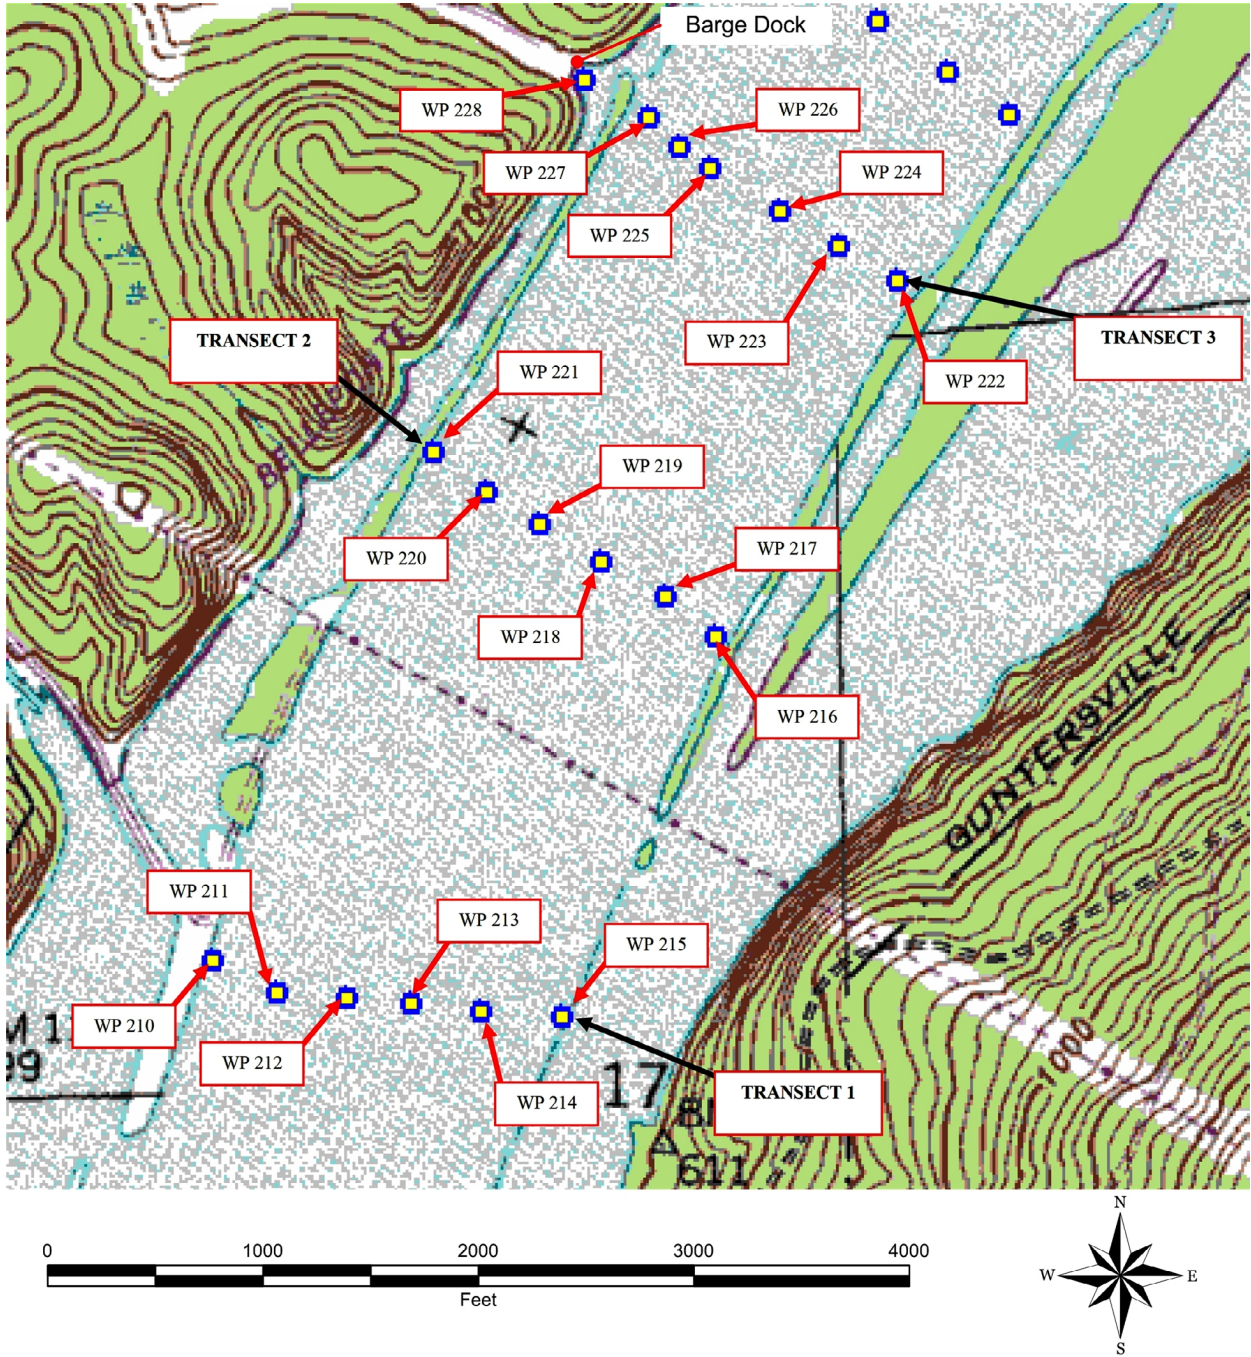 Barge Dock
WP 228
WP 226
WP 227
WP 224
WP 225
TRANSECT 2
WP 223
TRANSECT 3
WP 221
WP 222
WP 219
WP 220
WP 217
WP 218
WP 216
GUNTERSVILLE
WP 211
WP 213
WP 215
WP 210
WP 212
WP 214
17
TRANSECT 1
1000
611
0 1000 2000 3000 4000
Feet
N
W E
S